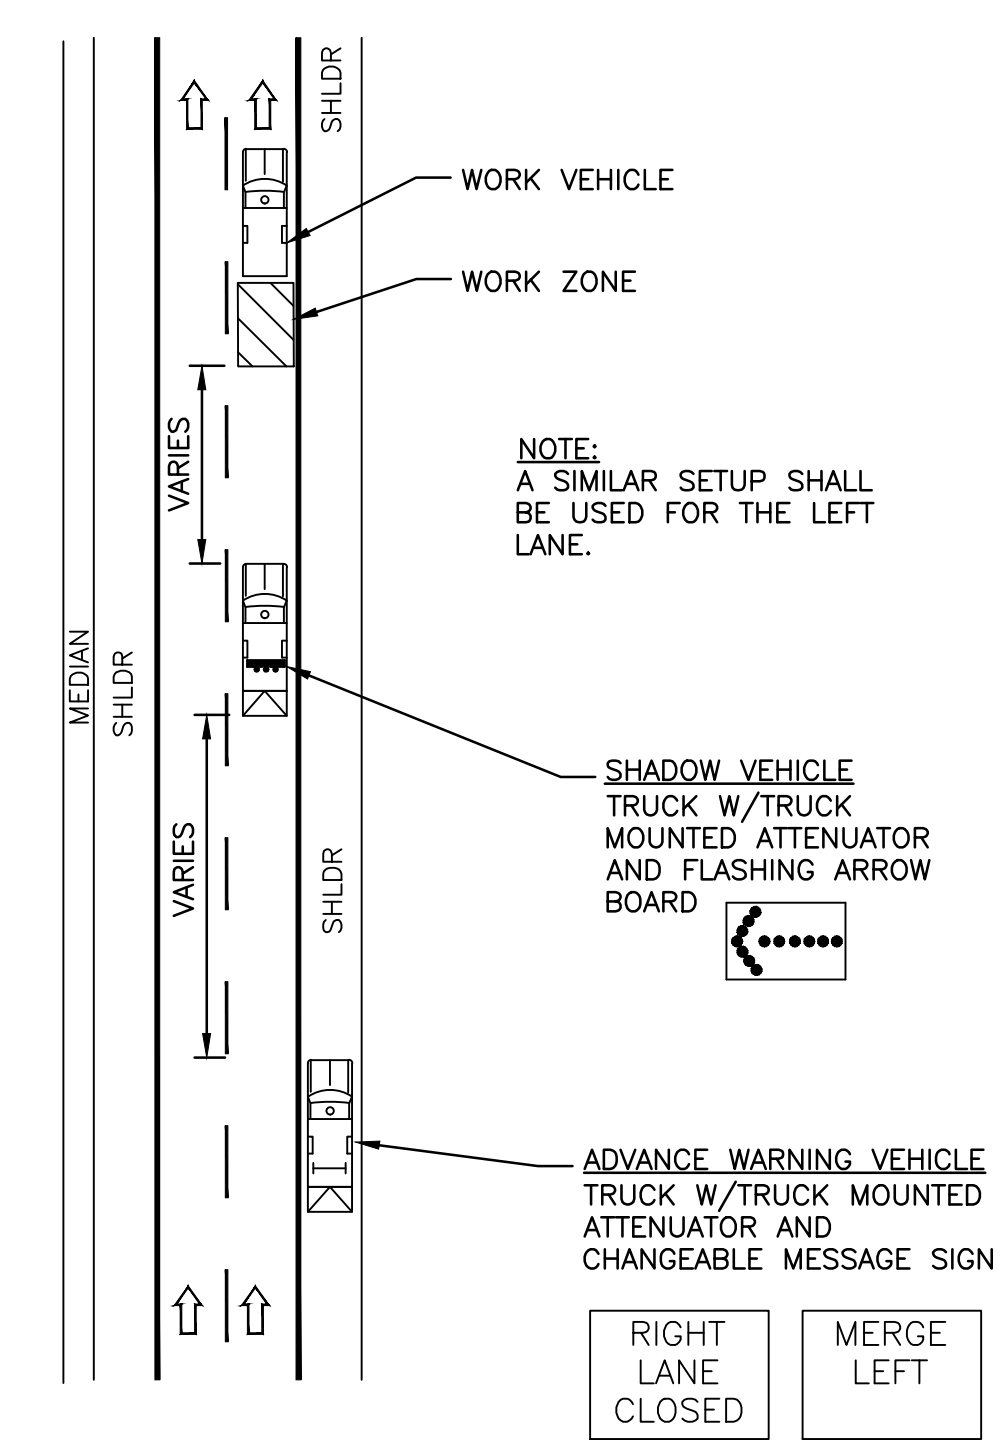 SHLDR
WORK VEHICLE
WORK ZONE
VARIES
NOTE:
A SIMILAR SETUP SHALL
BE USED FOR THE LEFT
LANE.
MEDIAN
SHLDR
SHADOW VEHICLE
TRUCK W/TRUCK
MOUNTED ATTENUATOR
AND FLASHING ARROW
BOARD
VARIES
SHLDR
ADVANCE WARNING VEHICLE
TRUCK W/TRUCK MOUNTED
ATTENUATOR AND
CHANGEABLE MESSAGE SIGN
RIGHT
LANE
CLOSED
MERGE
LEFT